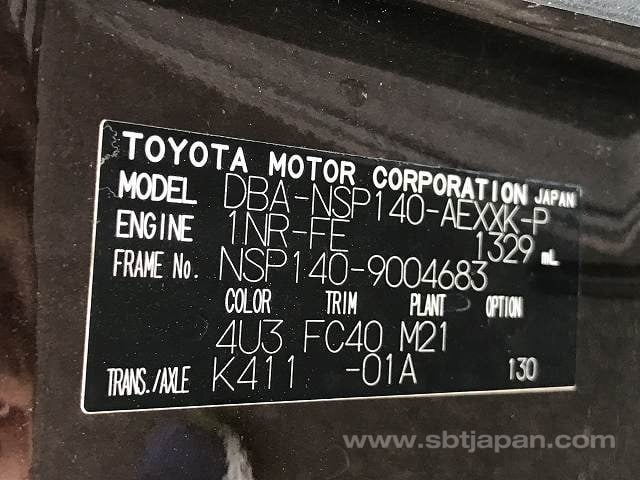 TOYOTA MOTOR CORPORATION JAPAN
MODEL DBA-NSP140-AEXXK-P
ENGINE 1NR-FE 1329 mL
FRAME No. NSP140-9004683
COLOR TRIM PLANT OPTION
4U3 FC40 M21
TRANS./AXLE K411 -01A 130
www.sbtjapan.com